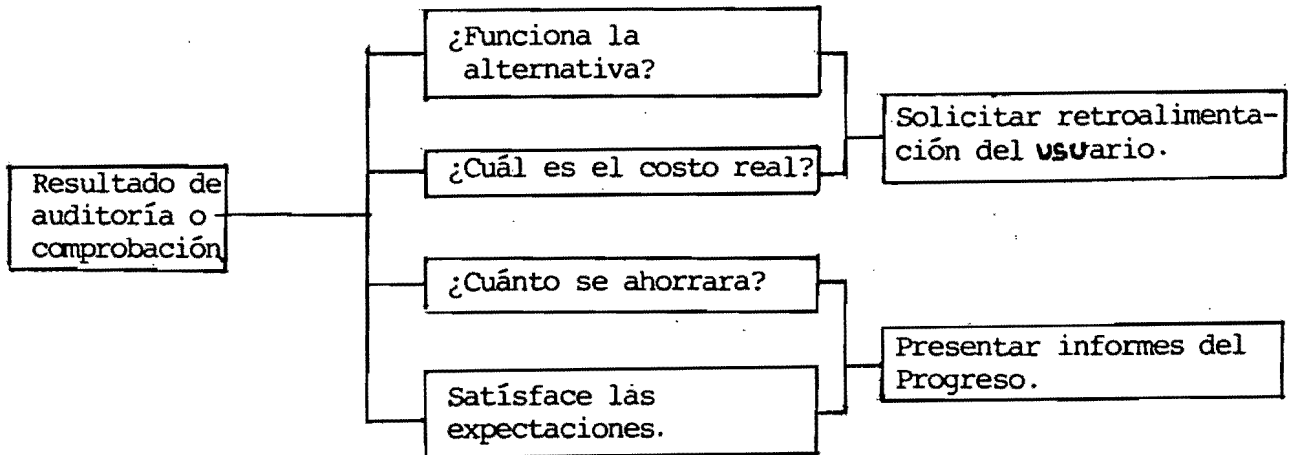 ¿Funciona la
alternativa?
Solicitar retroalimenta-
ción del usuario.
¿Cuál es el costo real?
Resultado de
auditoría o
comprobación
¿Cuánto se ahorrara?
Presentar informes del
Progreso.
Satísface las
expectaciones.